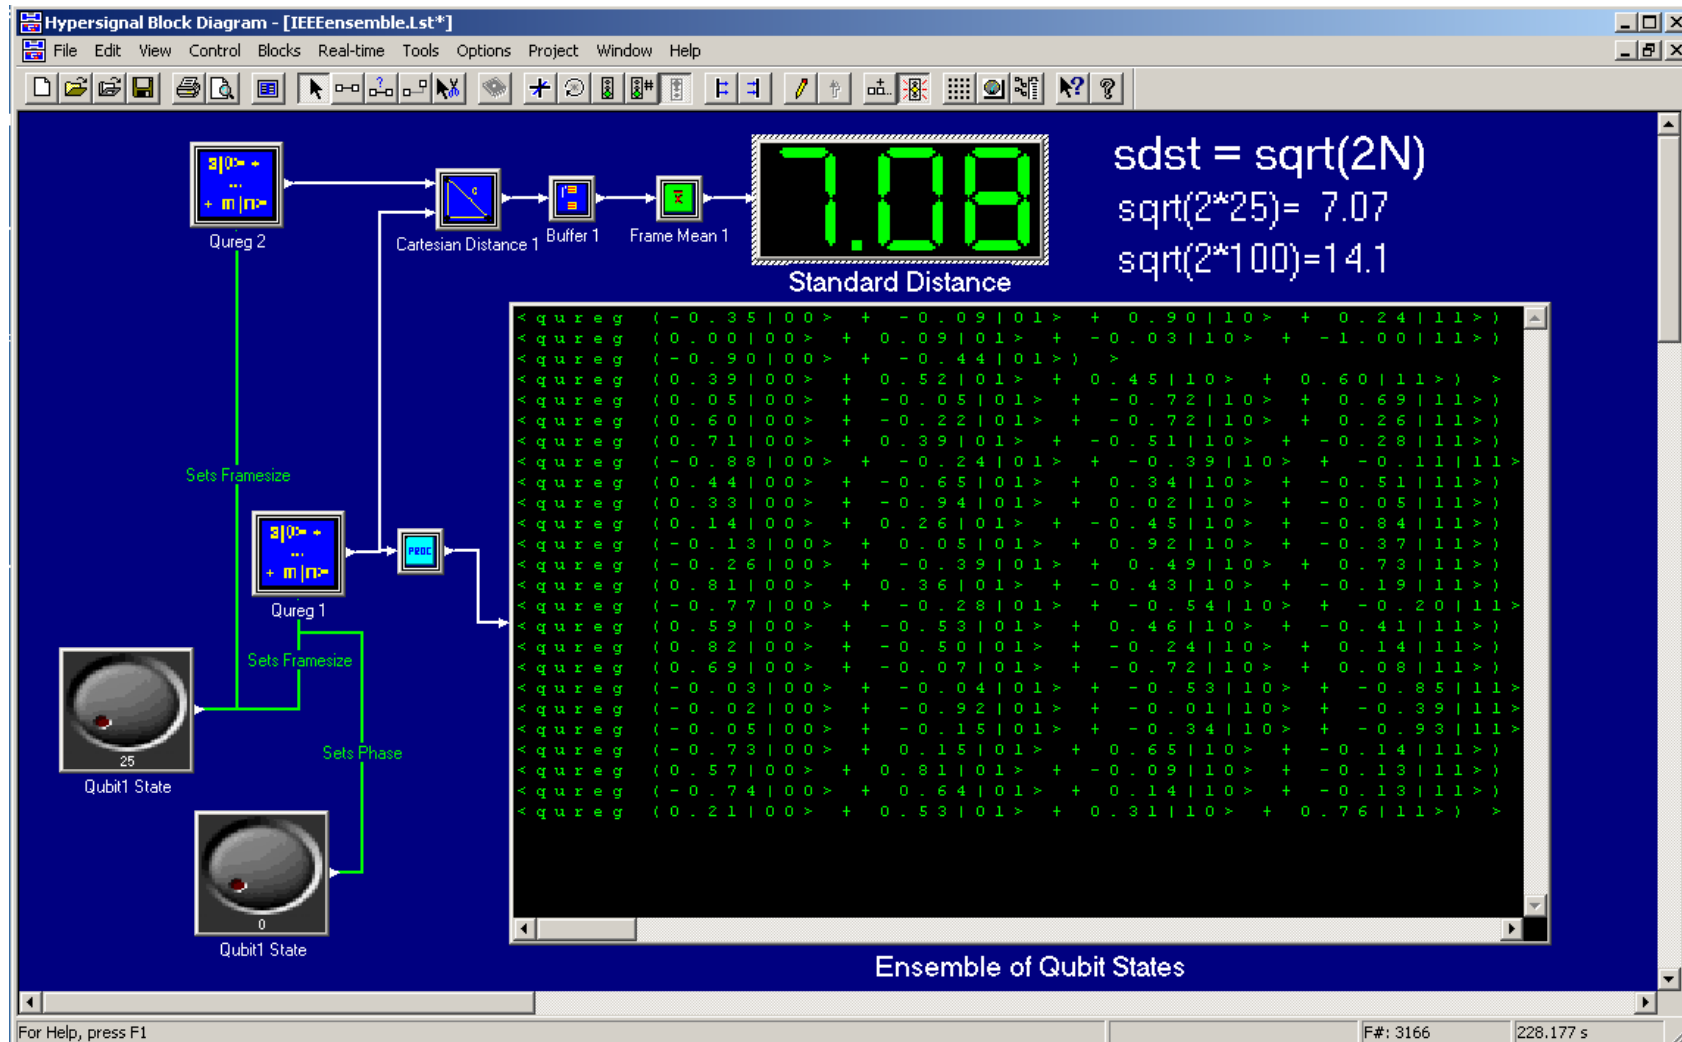 Hypersignal Block Diagram - [IEEEensemble.Lst*]
File Edit View Control Blocks Real-time Tools Options Project Window Help
a|0> +
...
+ m|n>
Qureg 2
Cartesian Distance 1
Buffer 1
Frame Mean 1
7.08
Standard Distance
sdst = sqrt(2N)
sqrt(2*25)= 7.07
sqrt(2*100)=14.1
Sets Framesize
a|0> +
...
+ m|n>
Qureg 1
PROC
Sets Framesize
Sets Phase
25
Qubit1 State
0
Qubit1 State
<qureg (-0.35|00> + -0.09|01> + 0.90|10> + 0.24|11>)
<qureg (0.00|00> + 0.09|01> + -0.03|10> + -1.00|11>)
<qureg (-0.90|00> + -0.44|01>) >
<qureg (0.39|00> + 0.52|01> + 0.45|10> + 0.60|11>) >
<qureg (0.05|00> + -0.05|01> + -0.72|10> + 0.69|11>)
<qureg (0.60|00> + -0.22|01> + -0.72|10> + 0.26|11>)
<qureg (0.71|00> + 0.39|01> + -0.51|10> + -0.28|11>)
<qureg (-0.88|00> + -0.24|01> + -0.39|10> + -0.11|11>
<qureg (0.44|00> + -0.65|01> + 0.34|10> + -0.51|11>)
<qureg (0.33|00> + -0.94|01> + 0.02|10> + -0.05|11>)
<qureg (0.14|00> + 0.26|01> + -0.45|10> + -0.84|11>)
<qureg (-0.13|00> + 0.05|01> + 0.92|10> + -0.37|11>)
<qureg (-0.26|00> + -0.39|01> + 0.49|10> + 0.73|11>)
<qureg (0.81|00> + 0.36|01> + -0.43|10> + -0.19|11>)
<qureg (-0.77|00> + -0.28|01> + -0.54|10> + -0.20|11>
<qureg (0.59|00> + -0.53|01> + 0.46|10> + -0.41|11>)
<qureg (0.82|00> + -0.50|01> + -0.24|10> + 0.14|11>)
<qureg (0.69|00> + -0.07|01> + -0.72|10> + 0.08|11>)
<qureg (-0.03|00> + -0.04|01> + -0.53|10> + -0.85|11>
<qureg (-0.02|00> + -0.92|01> + -0.01|10> + -0.39|11>
<qureg (-0.05|00> + -0.15|01> + -0.34|10> + -0.93|11>
<qureg (-0.73|00> + 0.15|01> + 0.65|10> + -0.14|11>)
<qureg (0.57|00> + 0.81|01> + -0.09|10> + -0.13|11>)
<qureg (-0.74|00> + 0.64|01> + 0.14|10> + -0.13|11>)
<qureg (0.21|00> + 0.53|01> + 0.31|10> + 0.76|11>) >
Ensemble of Qubit States
For Help, press F1
F#: 3166
228.177 s